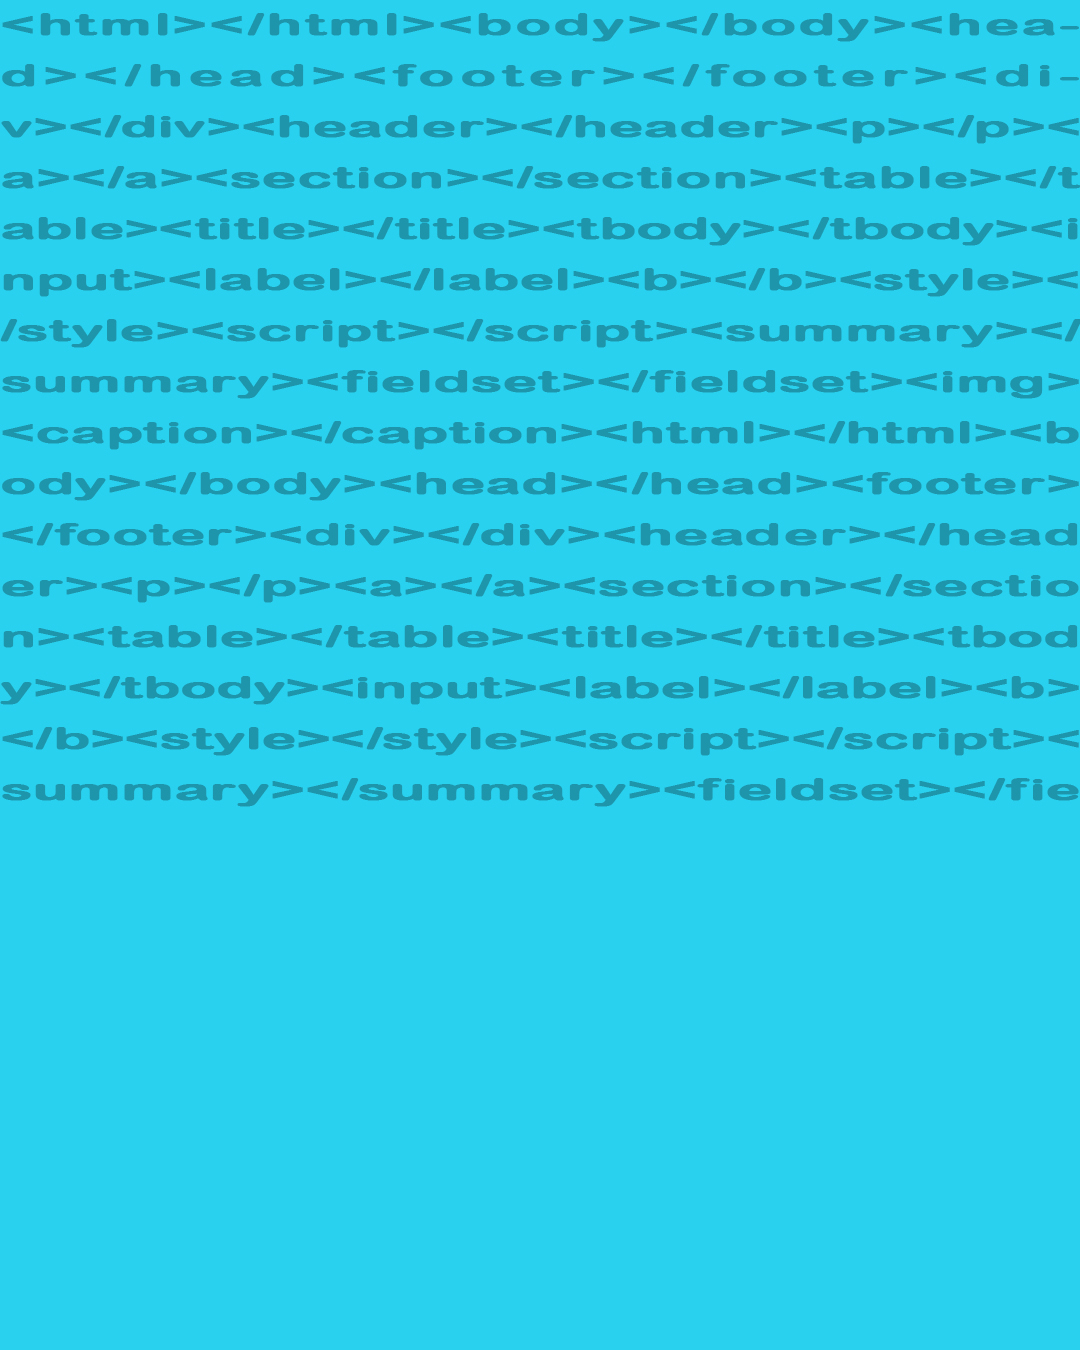 <html></html><body></body><hea-
d></head><footer></footer><di-
v></div><header></header><p></p><
a></a><section></section><table></t
able><title></title><tbody></tbody><i
nput><label></label><b></b><style><
/style><script></script><summary></
summary><fieldset></fieldset><img>
<caption></caption><html></html><b
ody></body><head></head><footer>
</footer><div></div><header></head
er><p></p><a></a><section></sectio
n><table></table><title></title><tbod
y></tbody><input><label></label><b>
</b><style></style><script></script><
summary></summary><fieldset></fie